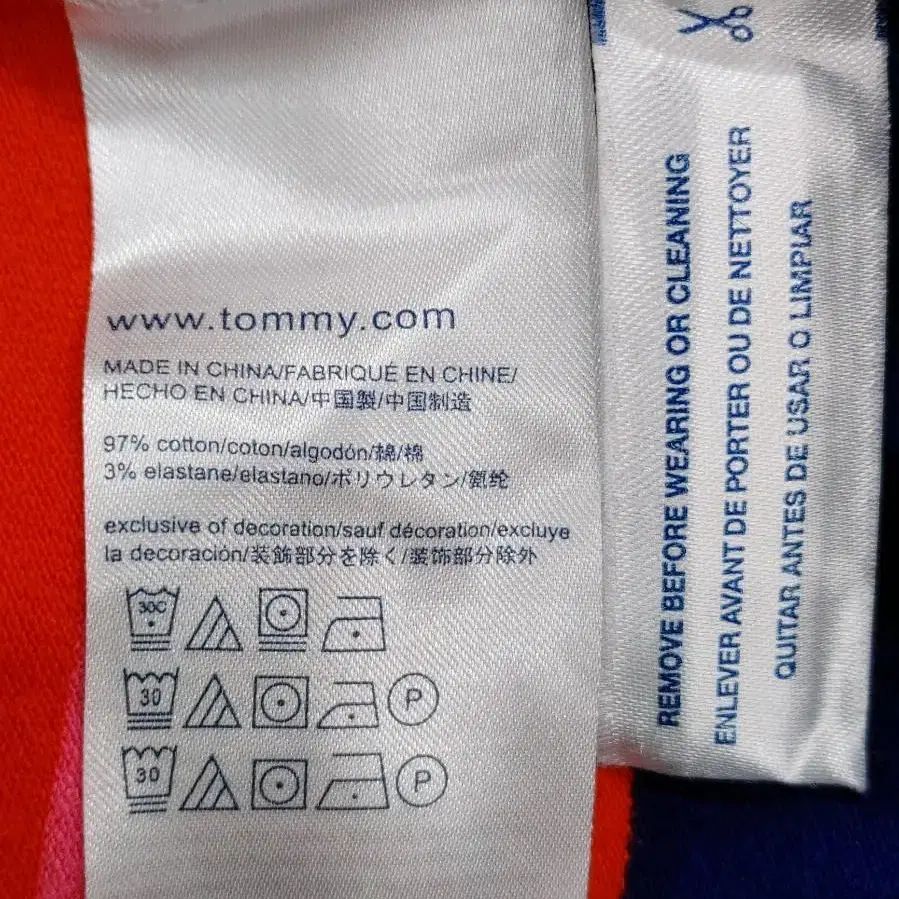 www.tommy.com
MADE IN CHINA/FABRIQUÉ EN CHINE/
HECHO EN CHINA/中国製/中国制造
97% cotton/coton/algodón/綿/棉
3% elastane/elastano/ポリウレタン/氨纶
exclusive of decoration/sauf décoration/excluye
la decoración/装飾部分を除く/装饰部分除外
30C
30 P
30 P
REMOVE BEFORE WEARING OR CLEANING
ENLEVER AVANT DE PORTER OU DE NETTOYER
QUITAR ANTES DE USAR O LIMPIAR